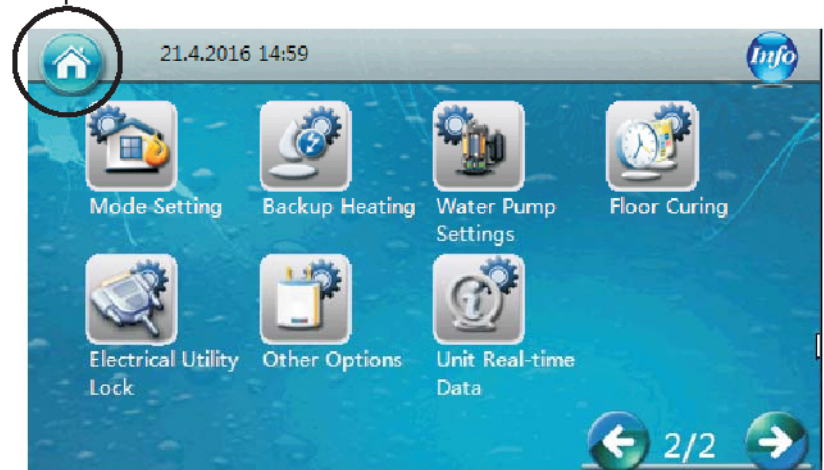 21.4.2016 14:59
Info
Mode Setting
Backup Heating
Water Pump
Settings
Floor Curing
Electrical Utility
Lock
Other Options
Unit Real-time
Data
2/2